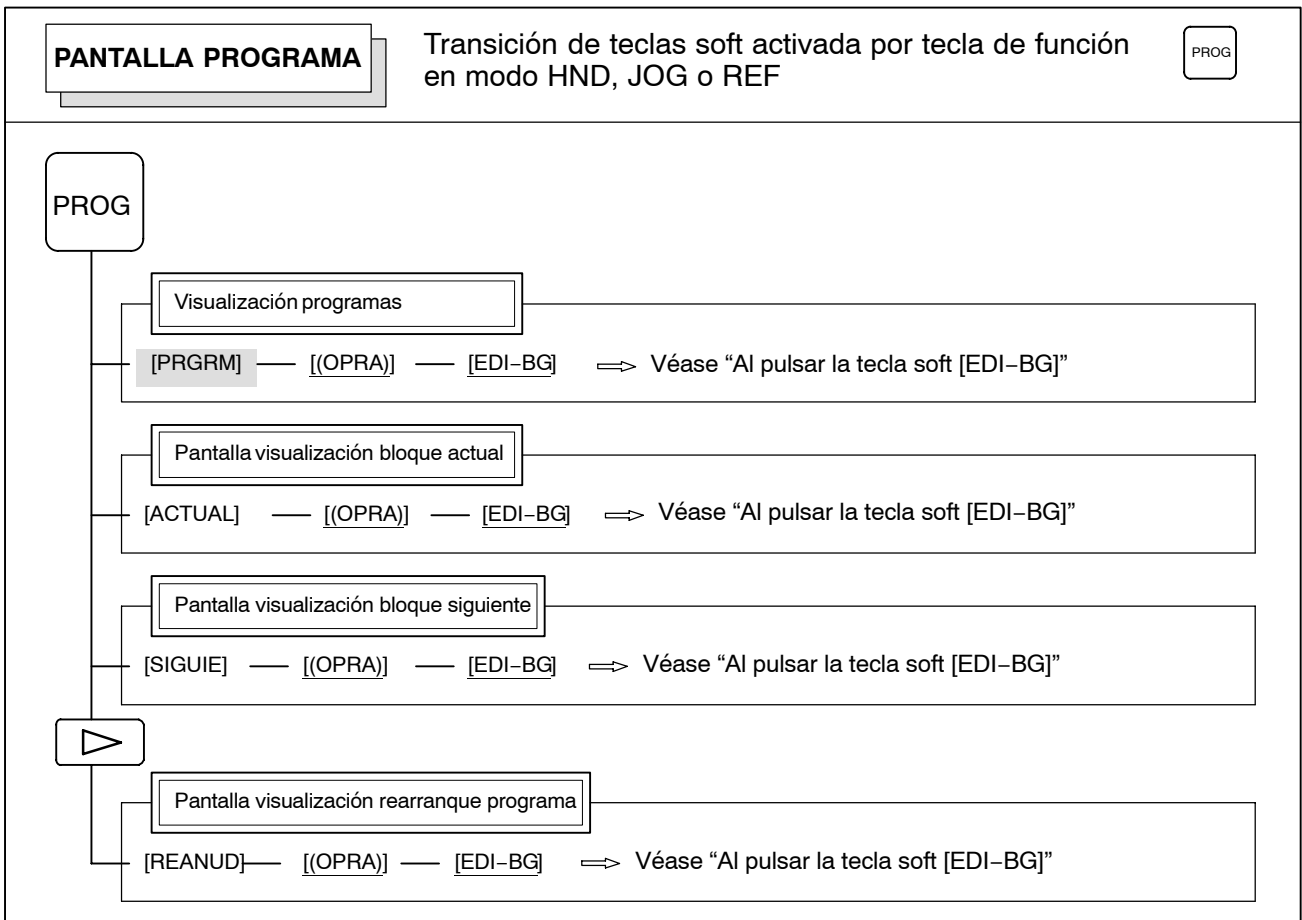 PANTALLA PROGRAMA
Transición de teclas soft activada por tecla de función
en modo HND, JOG o REF
PROG
PROG
Visualización programas
[PRGRM] [(OPRA)] [EDI–BG] Véase “Al pulsar la tecla soft [EDI–BG]”
Pantalla visualización bloque actual
[ACTUAL] [(OPRA)] [EDI–BG] Véase “Al pulsar la tecla soft [EDI–BG]”
Pantalla visualización bloque siguiente
[SIGUIE] [(OPRA)] [EDI–BG] Véase “Al pulsar la tecla soft [EDI–BG]”
Pantalla visualización rearranque programa
[REANUD] [(OPRA)] [EDI–BG] Véase “Al pulsar la tecla soft [EDI–BG]”